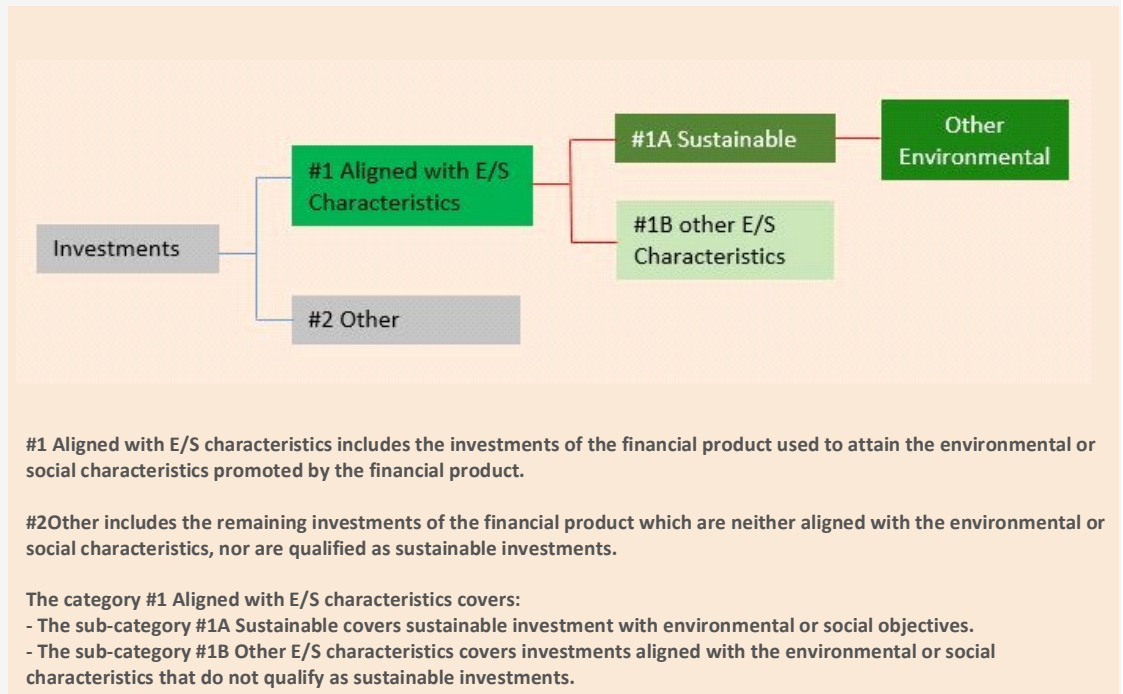 Investments
#1 Aligned with E/S
Characteristics
#2 Other
#1A Sustainable
#1B other E/S
Characteristics
Other
Environmental
#1 Aligned with E/S characteristics includes the investments of the financial product used to attain the environmental or
social characteristics promoted by the financial product.
#2Other includes the remaining investments of the financial product which are neither aligned with the environmental or
social characteristics, nor are qualified as sustainable investments.
The category #1 Aligned with E/S characteristics covers:
- The sub-category #1A Sustainable covers sustainable investment with environmental or social objectives.
- The sub-category #1B Other E/S characteristics covers investments aligned with the environmental or social
characteristics that do not qualify as sustainable investments.